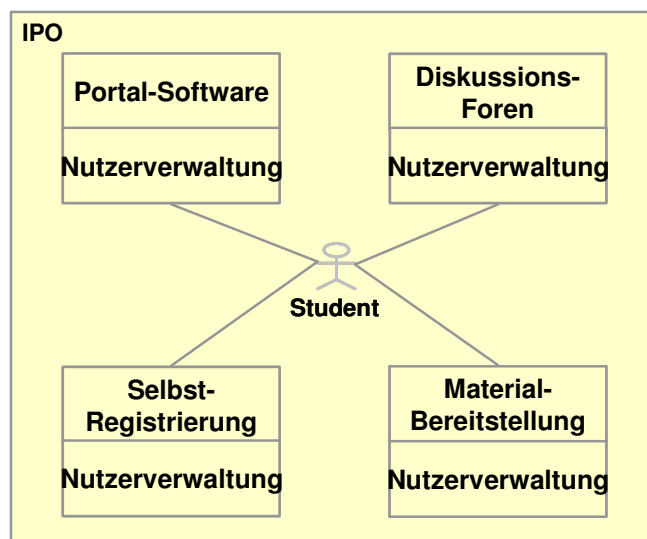 IPO
Portal-Software
Nutzerverwaltung
Diskussions-
Foren
Nutzerverwaltung
Student
Selbst-
Registrierung
Nutzerverwaltung
Material-
Bereitstellung
Nutzerverwaltung